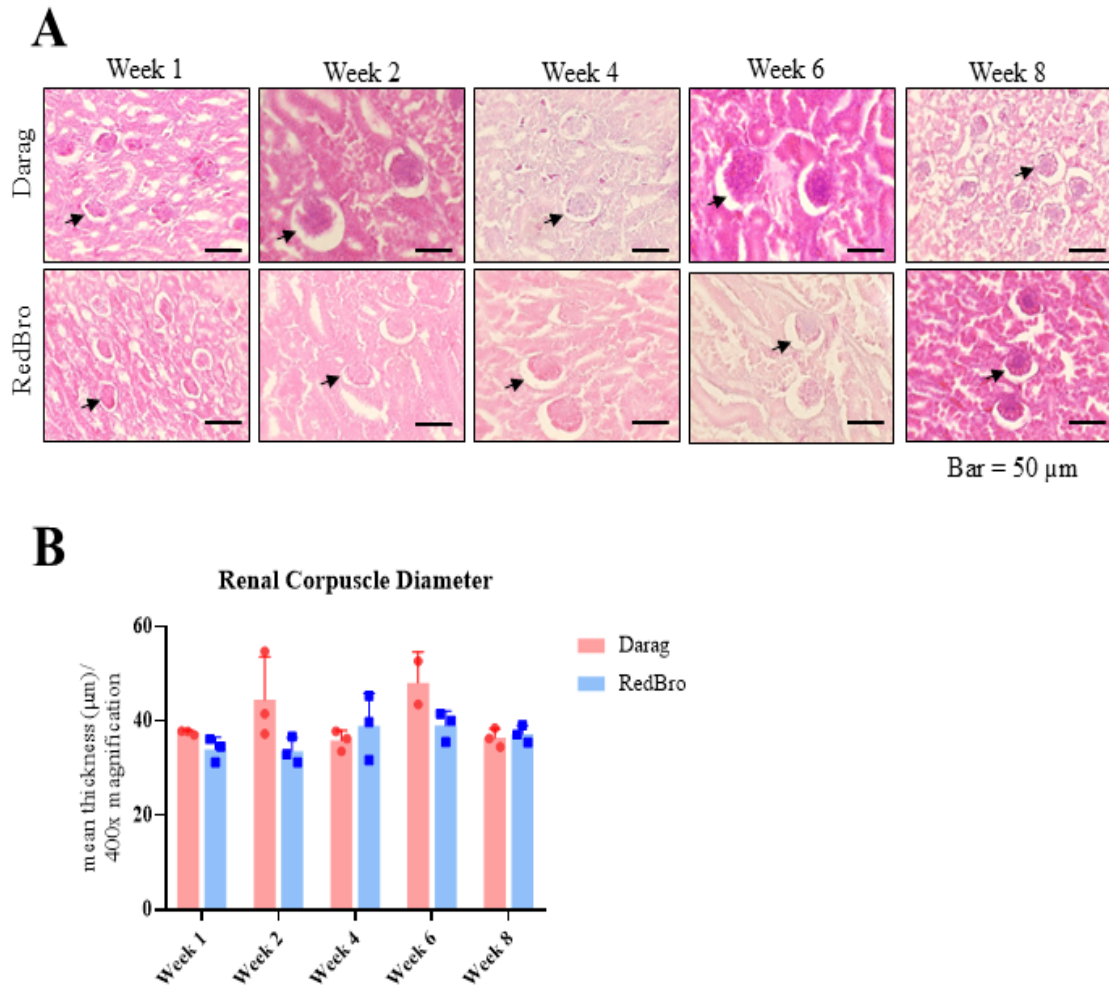 A
Week 1 Week 2 Week 4 Week 6 Week 8
Darag
RedBro
Bar = 50 µm
B
Renal Corpuscle Diameter
mean thickness (µm)/
400x magnification
60
40
20
0
Darag
RedBro
Week 1 Week 2 Week 4 Week 6 Week 8